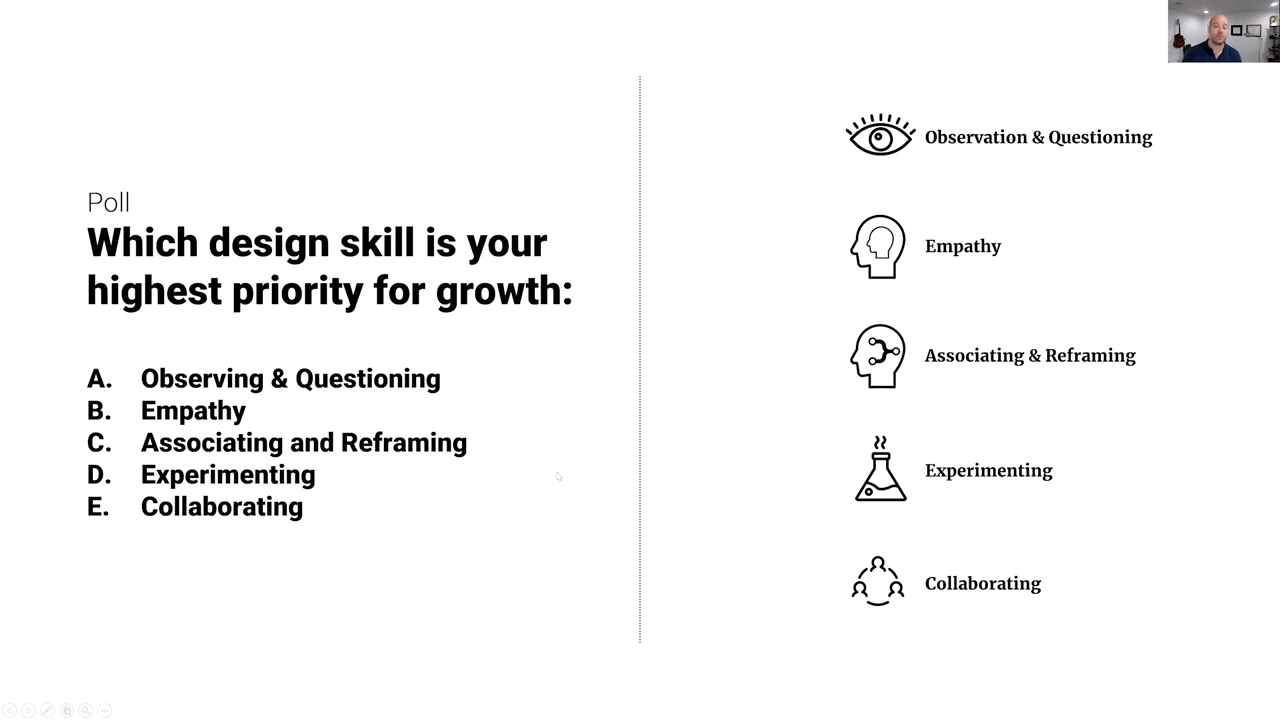 Poll
Which design skill is your
highest priority for growth:
A. Observing & Questioning
B. Empathy
C. Associating and Reframing
D. Experimenting
E. Collaborating
Observation & Questioning
Empathy
Associating & Reframing
Experimenting
Collaborating